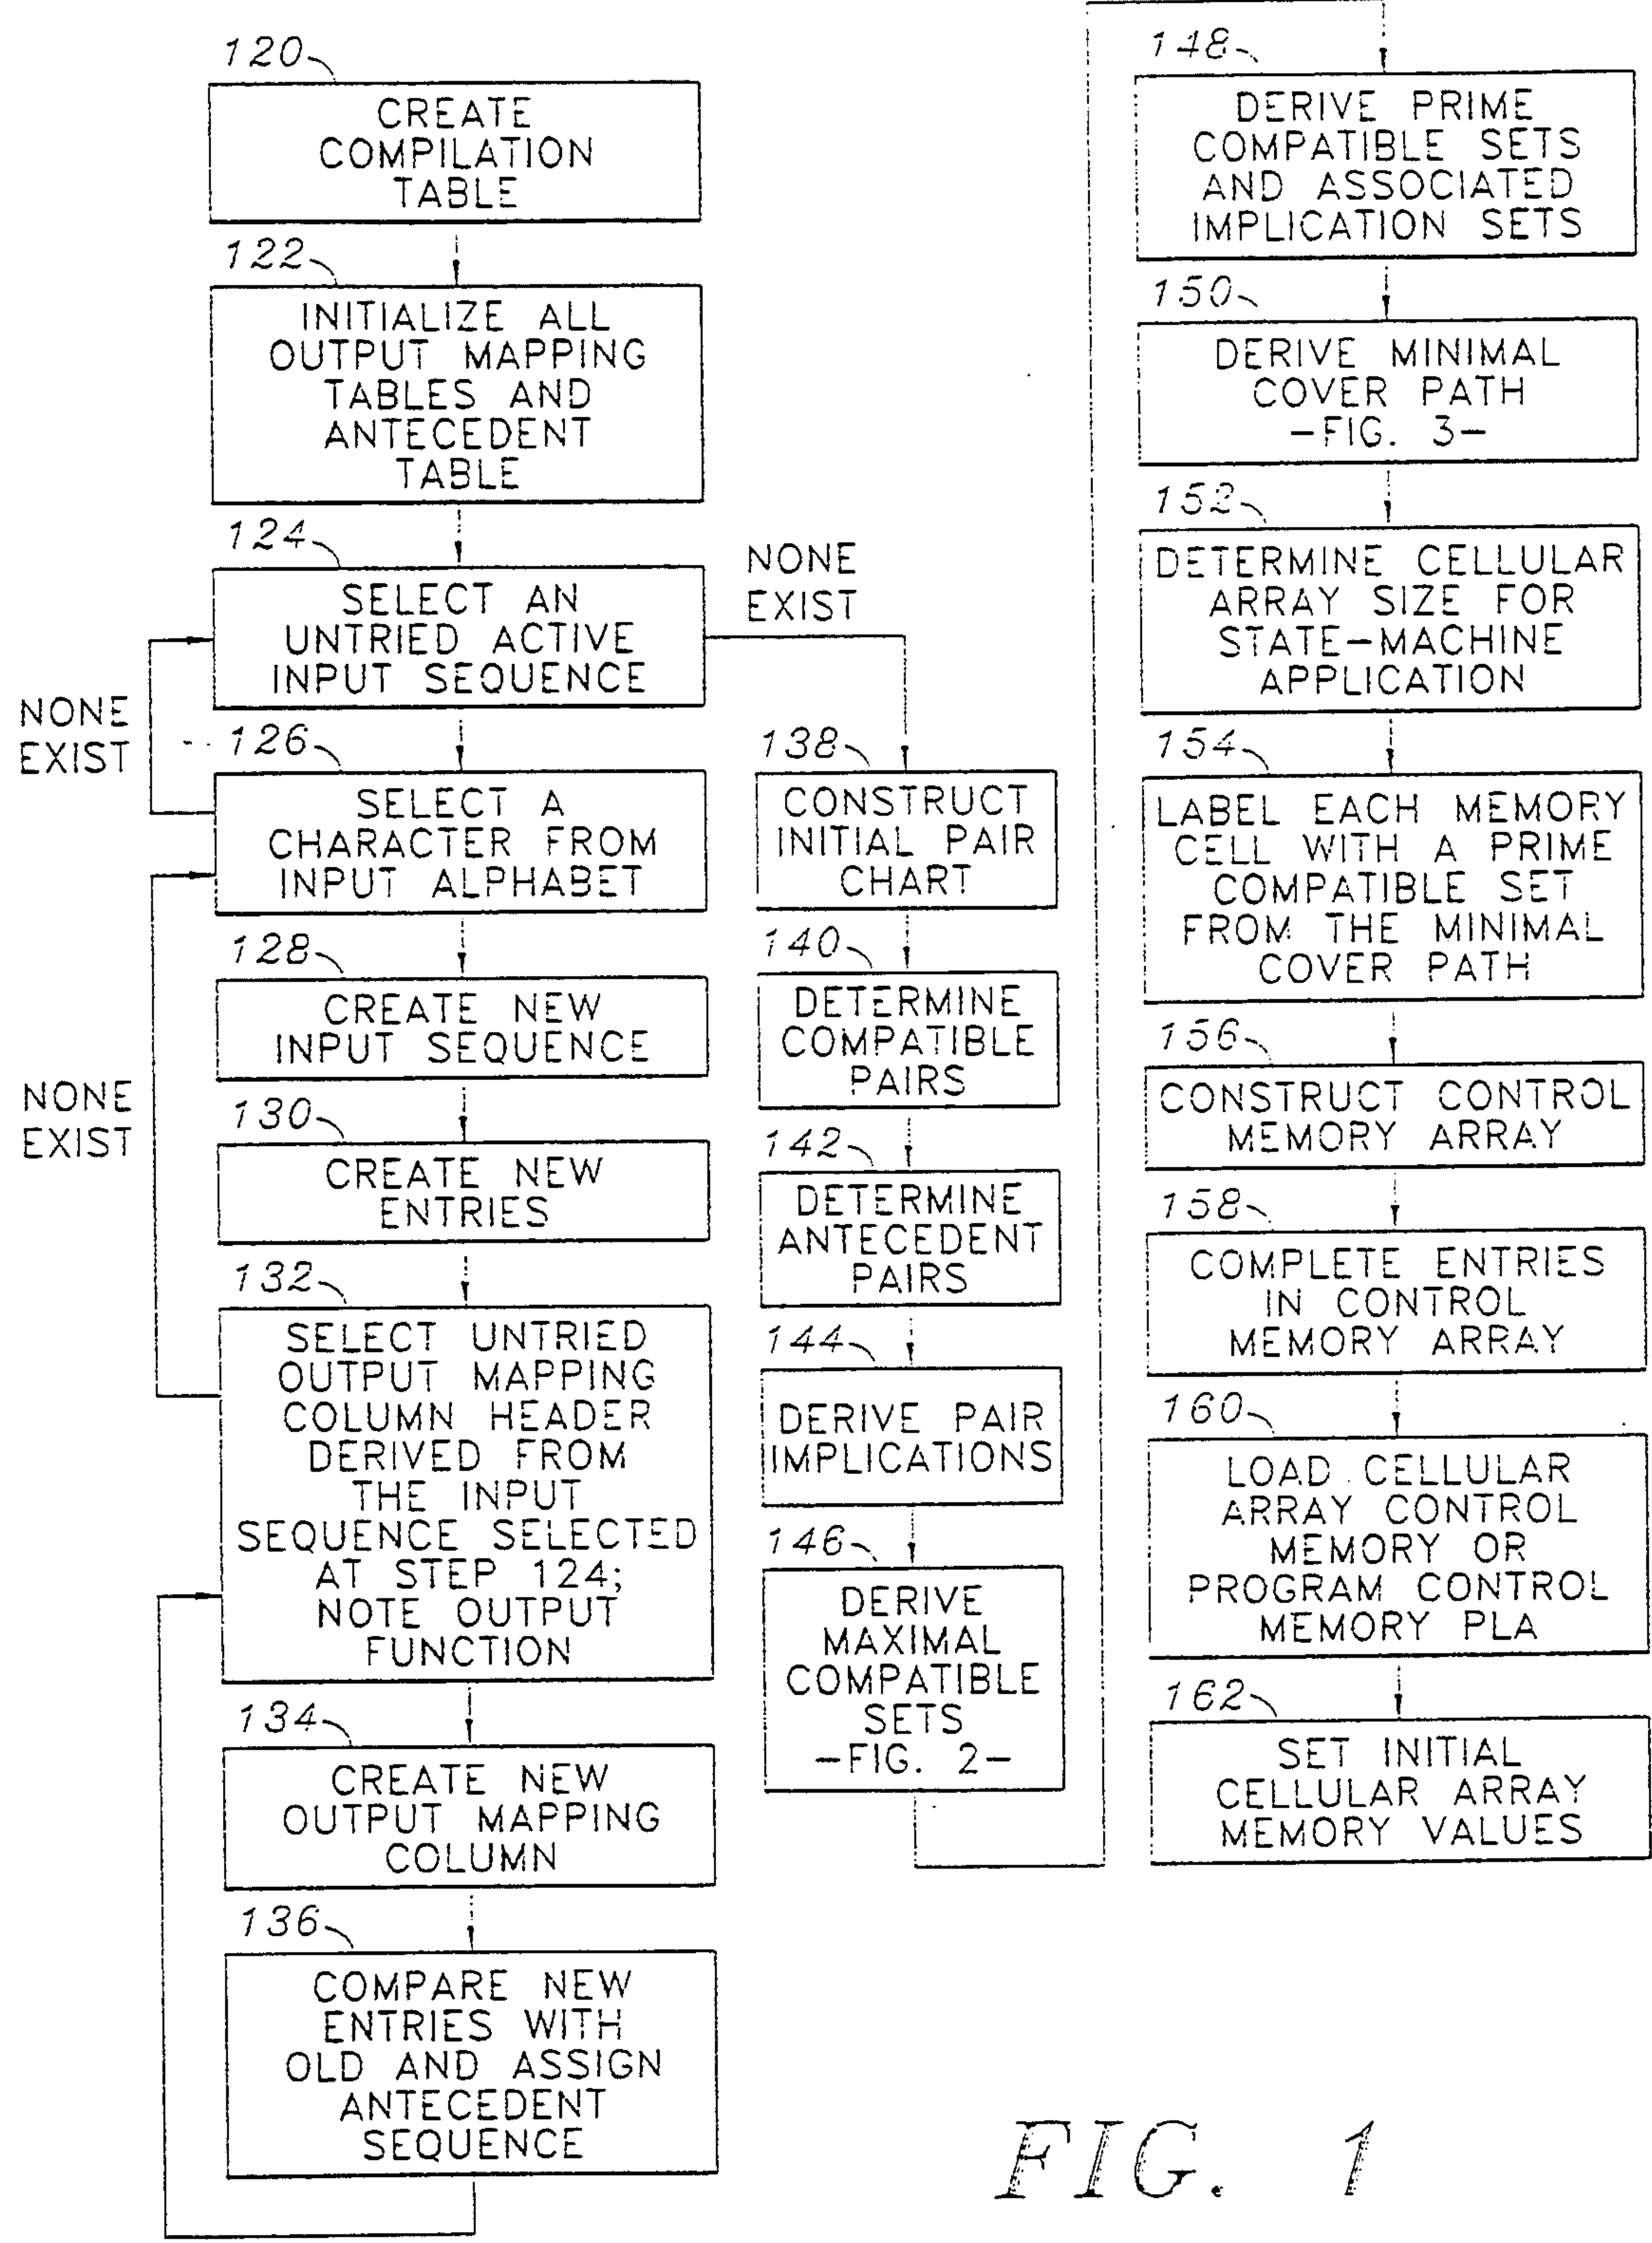 120
CREATE
COMPILATION
TABLE
122
INITIALIZE ALL
OUTPUT MAPPING
TABLES AND
ANTECEDENT
TABLE
124
SELECT AN
UNTRIED ACTIVE
INPUT SEQUENCE
NONE
EXIST
NONE
EXIST
126
SELECT A
CHARACTER FROM
INPUT ALPHABET
128
CREATE NEW
INPUT SEQUENCE
NONE
EXIST
130
CREATE NEW
ENTRIES
132
SELECT UNTRIED
OUTPUT MAPPING
COLUMN HEADER
DERIVED FROM
THE INPUT
SEQUENCE SELECTED
AT STEP 124;
NOTE OUTPUT
FUNCTION
134
CREATE NEW
OUTPUT MAPPING
COLUMN
136
COMPARE NEW
ENTRIES WITH
OLD AND ASSIGN
ANTECEDENT
SEQUENCE
138
CONSTRUCT
INITIAL PAIR
CHART
140
DETERMINE
COMPATIBLE
PAIRS
142
DETERMINE
ANTECEDENT
PAIRS
144
DERIVE PAIR
IMPLICATIONS
146
DERIVE
MAXIMAL
COMPATIBLE
SETS
-FIG. 2-
148
DERIVE PRIME
COMPATIBLE SETS
AND ASSOCIATED
IMPLICATION SETS
150
DERIVE MINIMAL
COVER PATH
-FIG. 3-
152
DETERMINE CELLULAR
ARRAY SIZE FOR
STATE-MACHINE
APPLICATION
154
LABEL EACH MEMORY
CELL WITH A PRIME
COMPATIBLE SET
FROM THE MINIMAL
COVER PATH
156
CONSTRUCT CONTROL
MEMORY ARRAY
158
COMPLETE ENTRIES
IN CONTROL
MEMORY ARRAY
160
LOAD CELLULAR
ARRAY CONTROL
MEMORY OR
PROGRAM CONTROL
MEMORY PLA
162
SET INITIAL
CELLULAR ARRAY
MEMORY VALUES
FIG. 1